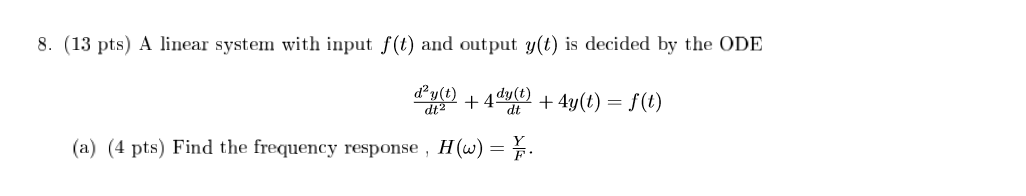 8. (13 pts) A linear system with input f(t) and output y(t) is decided by the ODE
d²y(t)/dt² + 4 dy(t)/dt + 4y(t) = f(t)
(a) (4 pts) Find the frequency response , H(ω) = Y/F.